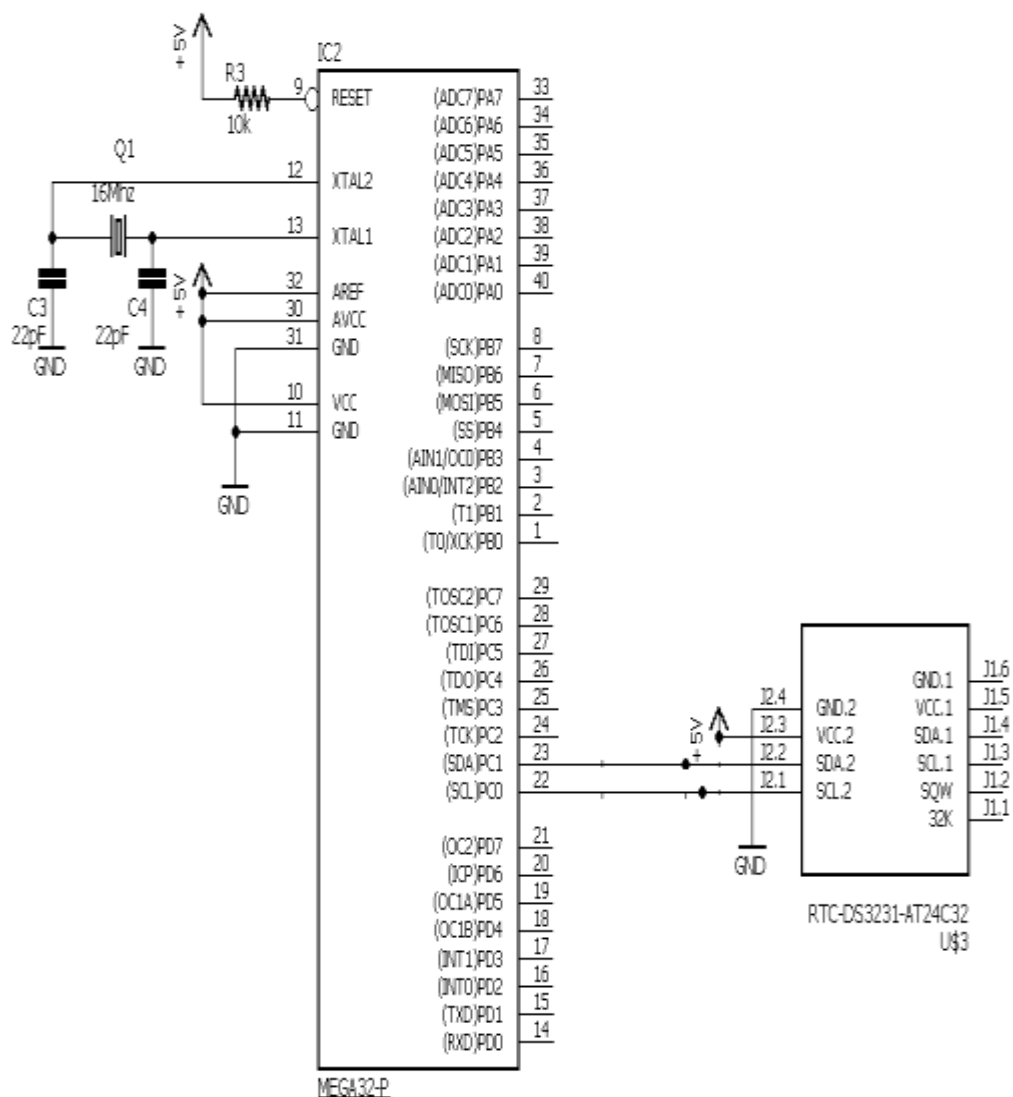 +5V
IC2
R3
10k
9
RESET
Q1
16Mhz
12
XTAL2
13
XTAL1
C3
22pF
GND
C4
22pF
GND
+5V
32
AREF
30
AVCC
31
GND
10
VCC
11
GND
GND
(ADC7)PA7 33
(ADC6)PA6 34
(ADC5)PA5 35
(ADC4)PA4 36
(ADC3)PA3 37
(ADC2)PA2 38
(ADC1)PA1 39
(ADC0)PA0 40
(SCK)PB7 8
(MISO)PB6 7
(MOSI)PB5 6
(SS)PB4 5
(AIN1/OC0)PB3 4
(AIN0/INT2)PB2 3
(T1)PB1 2
(T0/XCK)PB0 1
(TOSC2)PC7 29
(TOSC1)PC6 28
(TDI)PC5 27
(TDO)PC4 26
(TMS)PC3 25
(TCK)PC2 24
(SDA)PC1 23
(SCL)PC0 22
(OC2)PD7 21
(ICP)PD6 20
(OC1A)PD5 19
(OC1B)PD4 18
(INT1)PD3 17
(INT0)PD2 16
(TXD)PD1 15
(RXD)PD0 14
MEGA32-P
+5V
GND
J2.4 GND.2
J2.3 VCC.2
J2.2 SDA.2
J2.1 SCL.2
GND.1 J1.6
VCC.1 J1.5
SDA.1 J1.4
SCL.1 J1.3
SQW J1.2
32K J1.1
RTC-DS3231-AT24C32
U$3